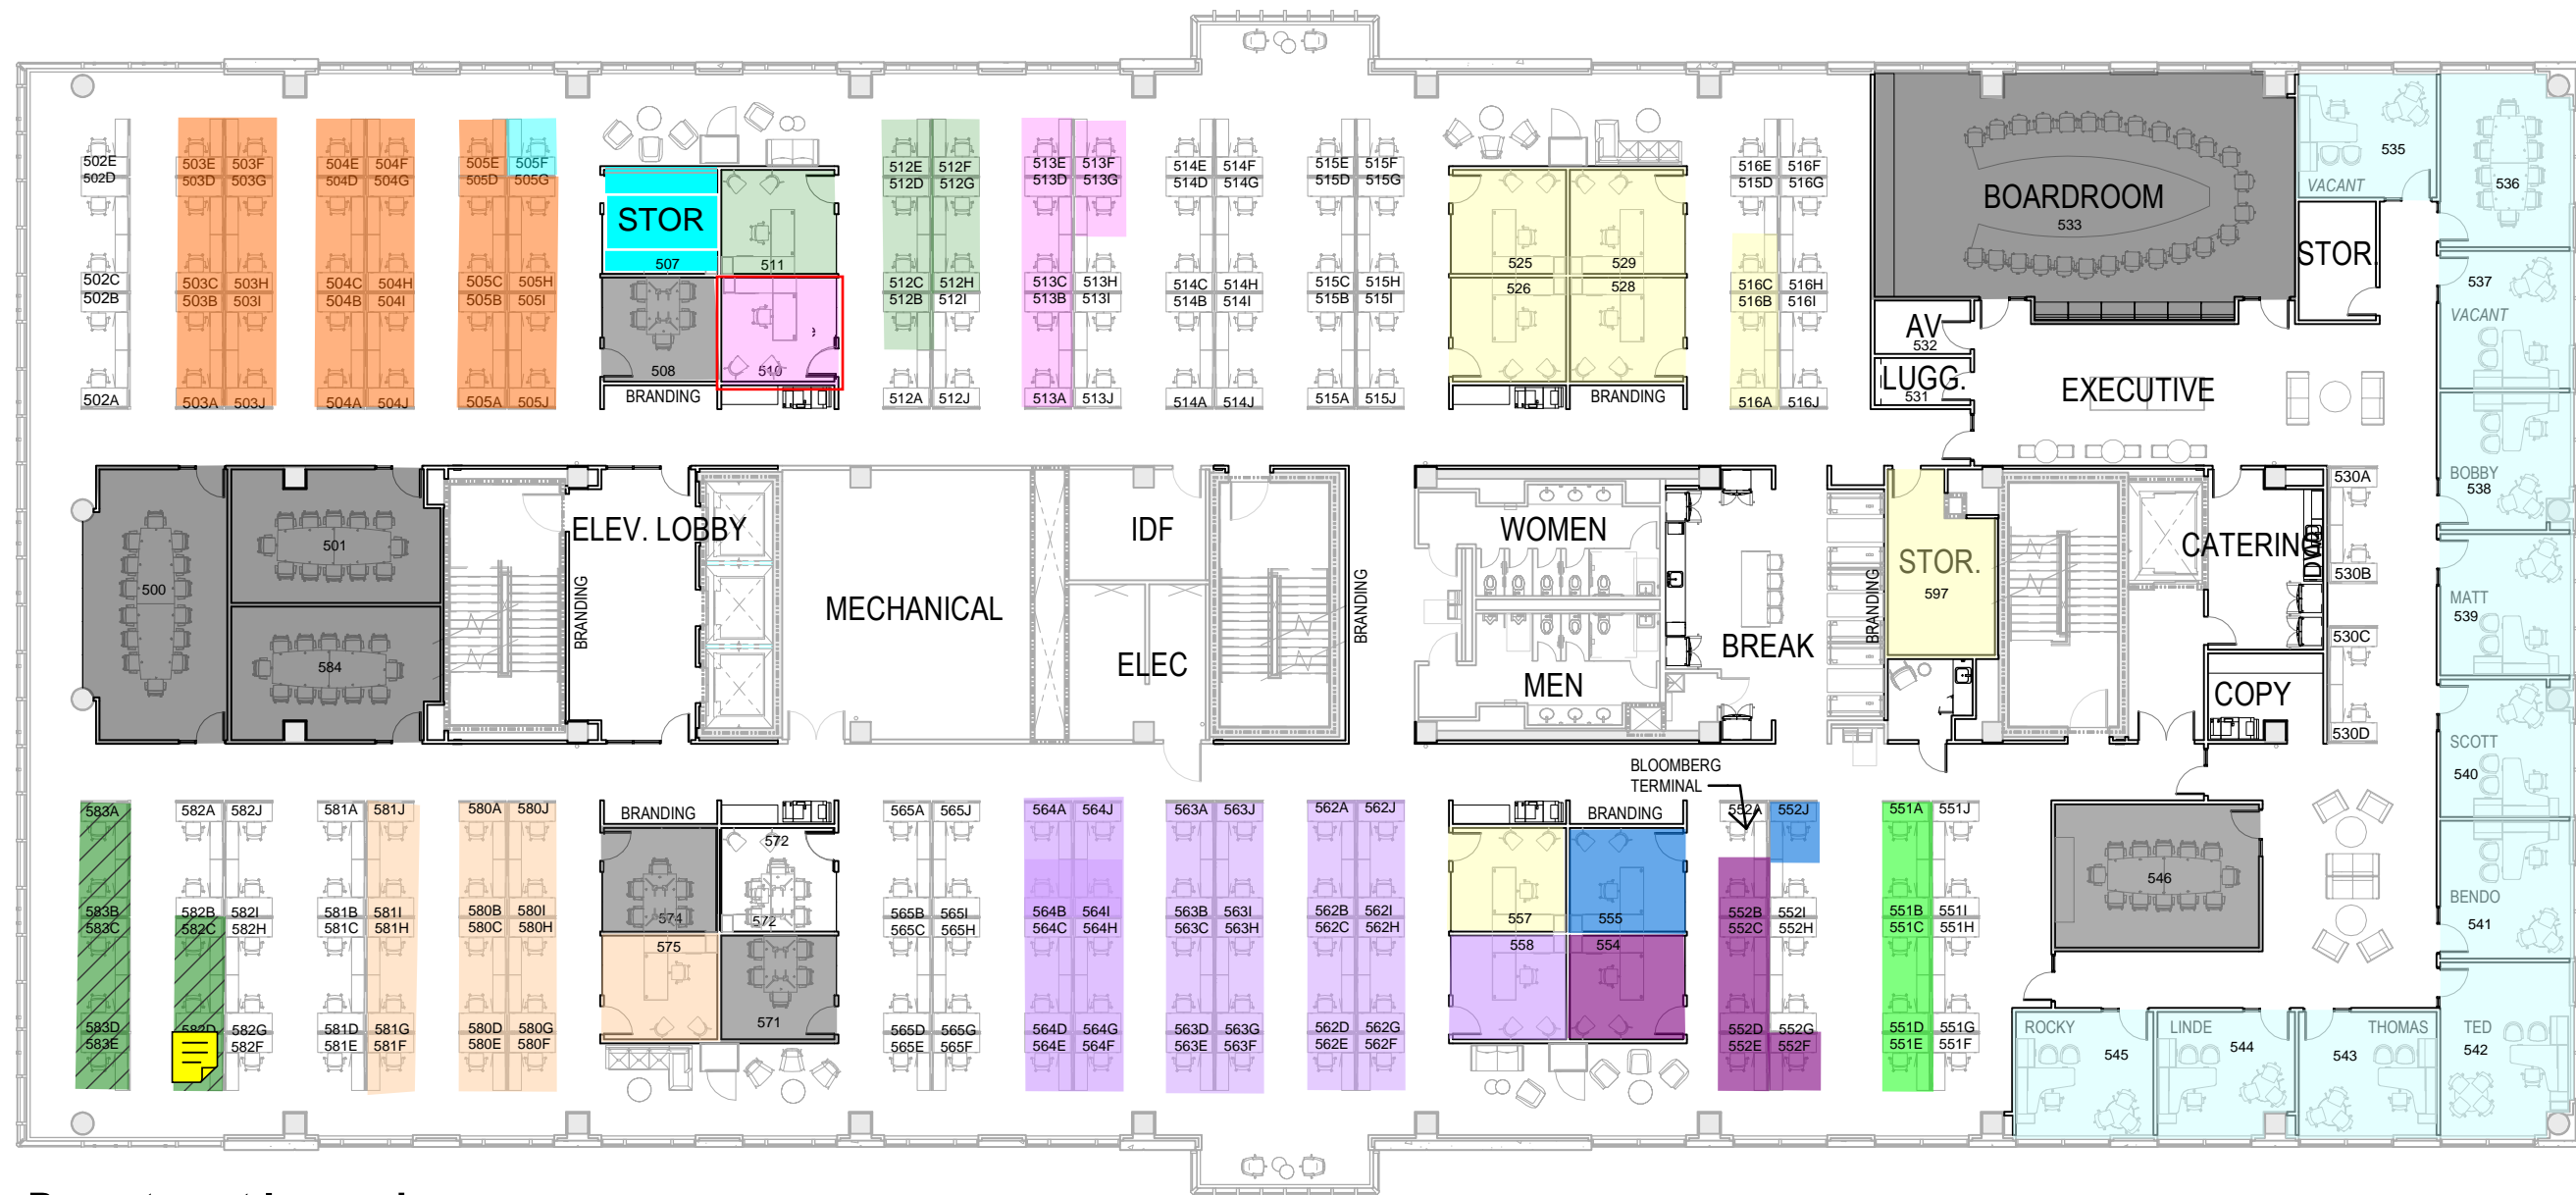 502E 503E 503F 504E 504F 505E 505F 512E 512F 513E 513F 514E 514F 515E 515F 516E 516F 535 536
502D 503D 503G 504D 504G 505D 505G 512D 512G 513D 513G 514D 514G 515D 515G 515D 516G VACANT
STOR BOARDROOM
533
STOR.
507 511 525 529
502C 503C 503H 504C 504H 505C 505H 512C 512H 513C 513H 514C 514H 515C 515H 526 528 516C 516H 537
502B 503B 503I 504B 504I 505B 505I 512B 512I 513B 513I 514B 514I 515B 515I 516B 516I VACANT
AV
532
508 510
LUGG.
531
EXECUTIVE
502A 503A 503J 504A 504J 505A 505J BRANDING 512A 512J 513A 513J 514A 514J 515A 515J BRANDING 516A 516J
BOBBY
538
530A
501 ELEV. LOBBY IDF WOMEN STOR. CATERING
500 BRANDING BRANDING BRANDING 597 530B
MATT
539
MECHANICAL
584 ELEC BREAK 530C
MEN COPY
530D
SCOTT
540
BLOOMBERG
TERMINAL
583A 582A 582J 581A 581J 580A 580J BRANDING 565A 565J 564A 564J 563A 563J 562A 562J BRANDING 552A 552J 551A 551J
572
546
BENDO
541
583B 582B 582I 581B 581I 580B 580I 574 572 565B 565I 564B 564I 563B 563I 562B 562I 557 555 552B 552I 551B 551I
583C 582C 582H 581C 581H 580C 580H 565C 565H 564C 564H 563C 563H 562C 562H 552C 552H 551C 551H
575 558 554
571
583D 582D 582G 581D 581G 580D 580G 565D 565G 564D 564G 563D 563G 562D 562G 552D 552G 551D 551G
583E 582F 581E 581F 580E 580F 565E 565F 564E 564F 563E 563F 562E 562F 552E 552F 551E 551F
ROCKY LINDE THOMAS TED
545 544 543 542